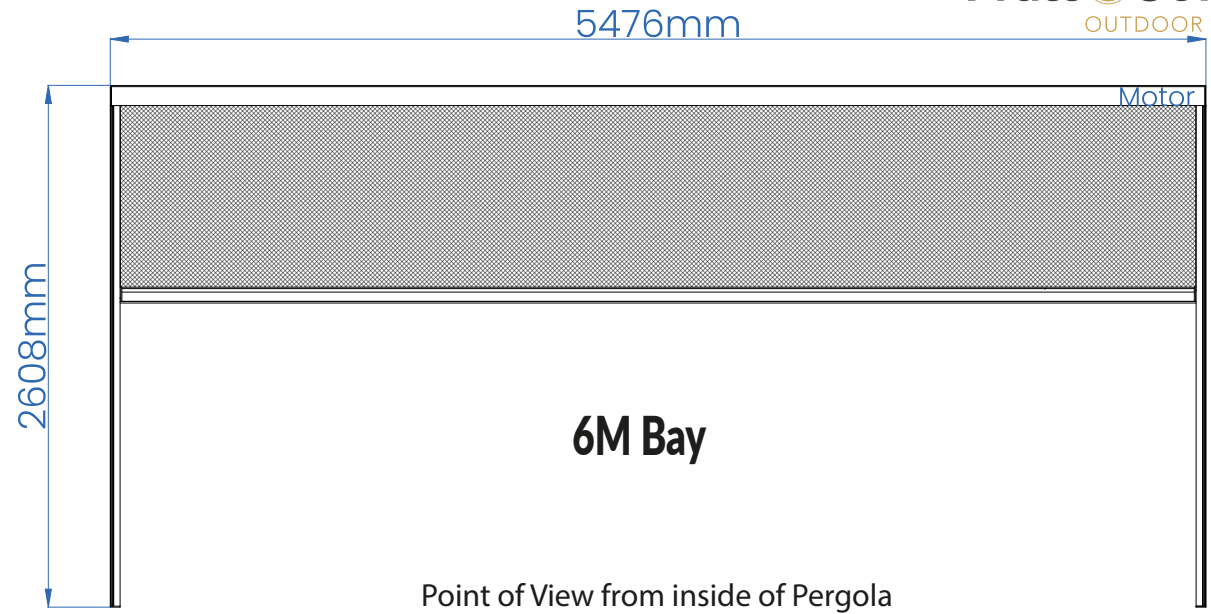 OUTDOOR
5476mm
Motor
2608mm
6M Bay
Point of View from inside of Pergola